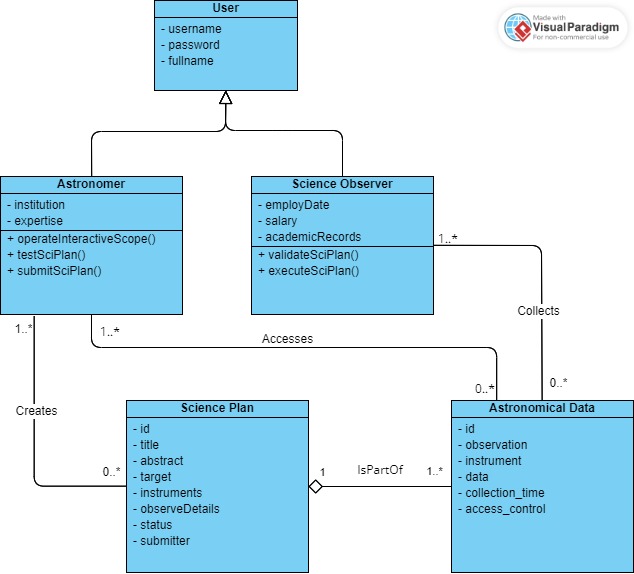 User
- username
- password
- fullname
Made with
VisualParadigm
For non-commercial use
Astronomer
- institution
- expertise
+ operateInteractiveScope()
+ testSciPlan()
+ submitSciPlan()
Science Observer
- employDate
- salary
- academicRecords
+ validateSciPlan()
+ executeSciPlan()
1..*
Collects
0..*
1..*
Accesses
0..*
1..*
Creates
0..*
Science Plan
- id
- title
- abstract
- target
- instruments
- observeDetails
- status
- submitter
1
IsPartOf
1..*
Astronomical Data
- id
- observation
- instrument
- data
- collection_time
- access_control